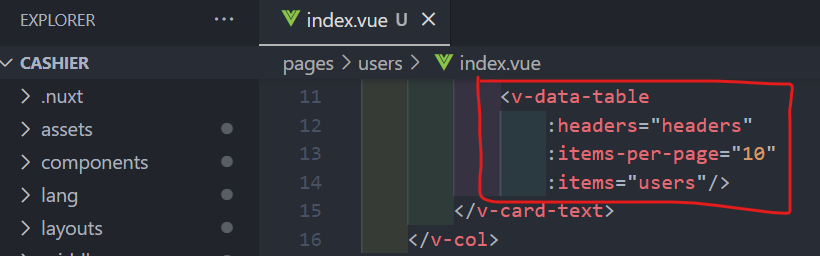 EXPLORER ...
index.vue U ×
CASHIER
pages > users > index.vue
.nuxt
assets
components
lang
layouts
11 <v-data-table
12 :headers="headers"
13 :items-per-page="10"
14 :items="users"/>
15 </v-card-text>
16 </v-col>